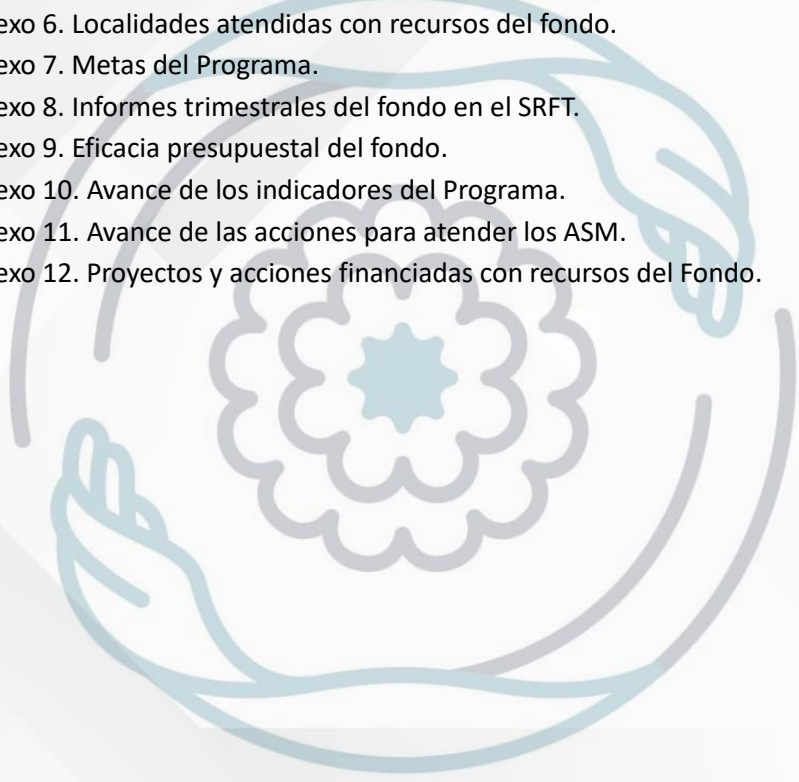 exo 6. Localidades atendidas con recursos del fondo.
exo 7. Metas del Programa.
exo 8. Informes trimestrales del fondo en el SRFT.
exo 9. Eficacia presupuestal del fondo.
exo 10. Avance de los indicadores del Programa.
exo 11. Avance de las acciones para atender los ASM.
exo 12. Proyectos y acciones financiadas con recursos del Fondo.